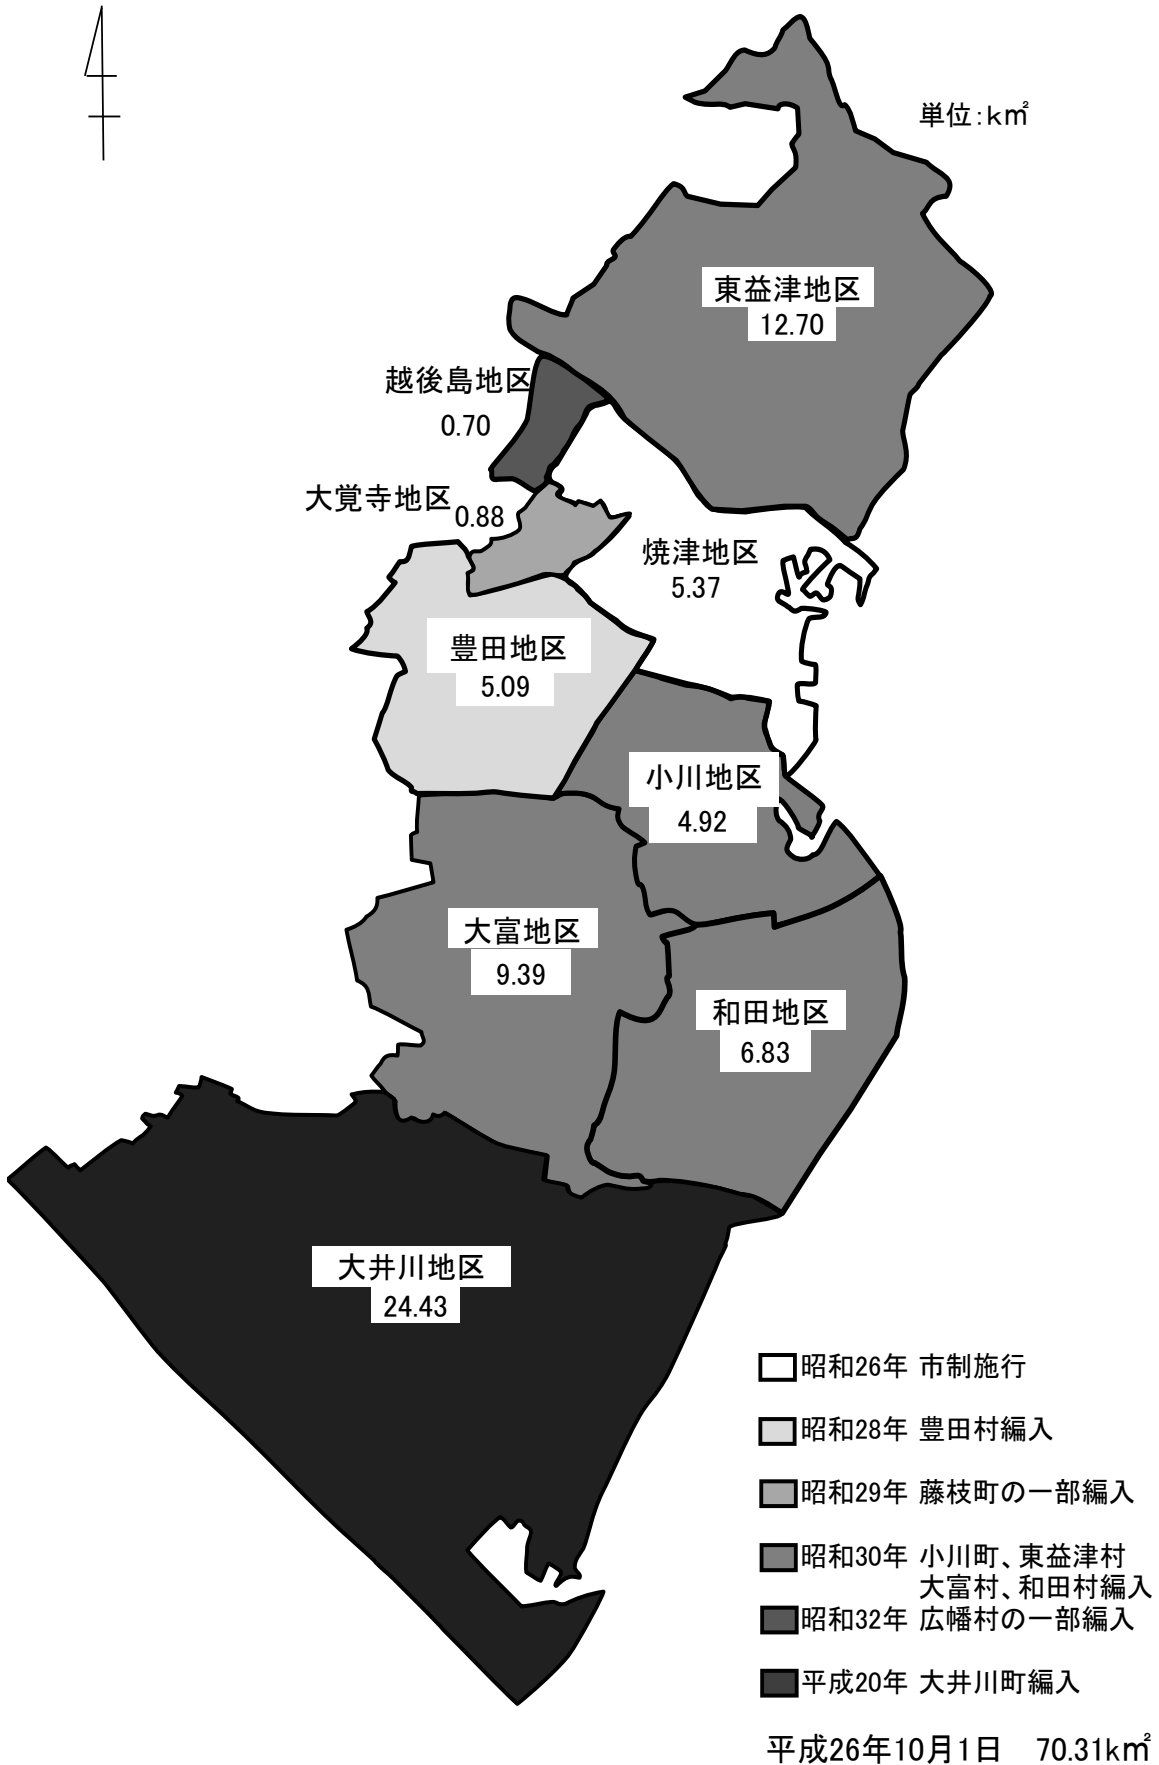 単位:k㎡
東益津地区
12.70
越後島地区
0.70
大覚寺地区
0.88
焼津地区
5.37
豊田地区
5.09
小川地区
4.92
大富地区
9.39
和田地区
6.83
大井川地区
24.43
昭和26年 市制施行
昭和28年 豊田村編入
昭和29年 藤枝町の一部編入
昭和30年 小川町、東益津村
大富村、和田村編入
昭和32年 広幡村の一部編入
平成20年 大井川町編入
平成26年10月1日 70.31k㎡